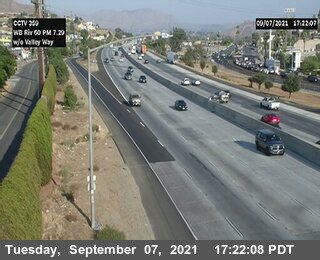 CCTV 359
WB Riv 60 PM 7.29
w/o Valley Way
09/07/2021
17:22:07
Tuesday, September 07, 2021 17:22:08 PDT